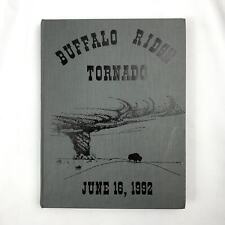 BUFFALO RIDGE
TORNADO
JUNE 16, 1992